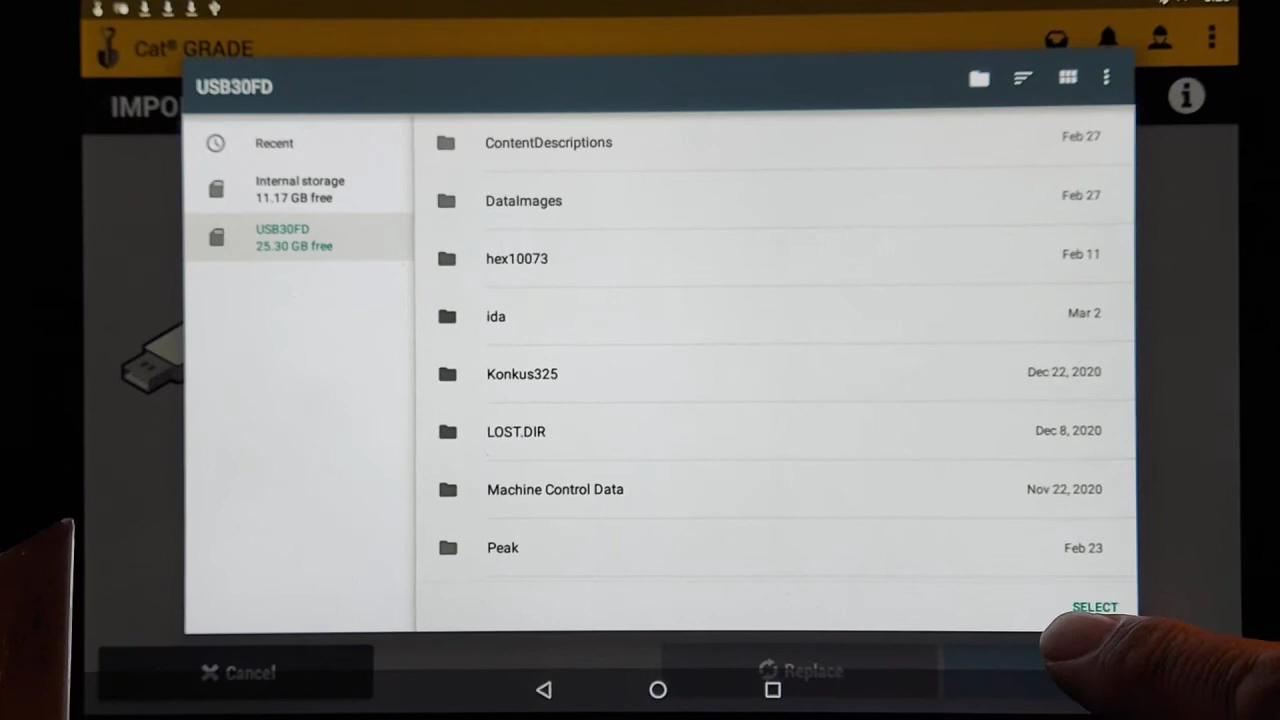 Cat® GRADE
USB30FD
IMPO
Recent
Internal storage
11.17 GB free
USB30FD
25.30 GB free
ContentDescriptions
Feb 27
DataImages
Feb 27
hex10073
Feb 11
ida
Mar 2
Konkus325
Dec 22, 2020
LOST.DIR
Dec 8, 2020
Machine Control Data
Nov 22, 2020
Peak
Feb 23
SELECT
Cancel
Replace